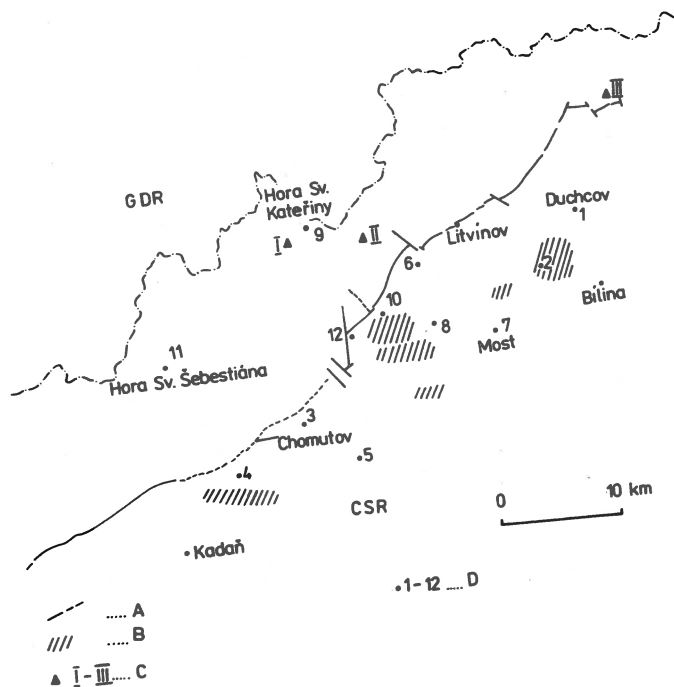 III
GDR
Hora Sv.
Kateřiny
Duchcov
1
I
9
II
Litvínov
6
2
Bílina
10
12
8
7
Most
11
Hora Sv. Šebestiána
3
Chomutov
5
4
CSR
0 10 km
Kadaň
1-12 ..... D
..... A
..... B
I-III ..... C